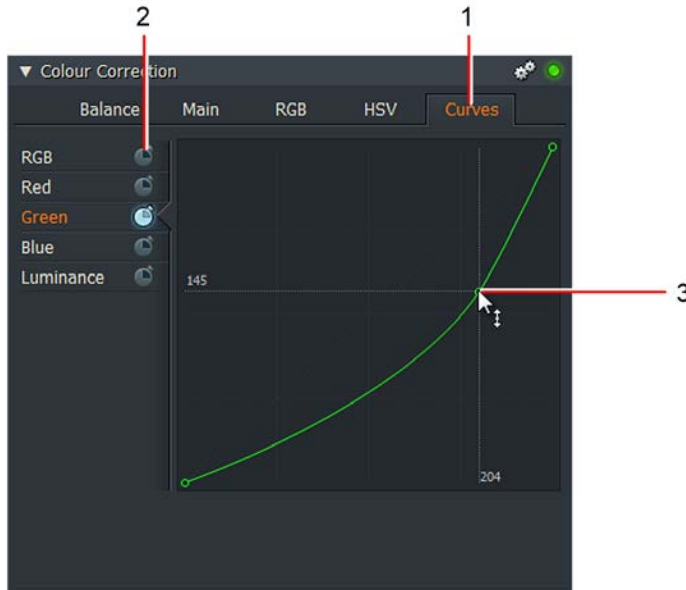 2 1
▼ Colour Correction
Balance Main RGB HSV Curves
RGB
Red
Green
145 3
Blue
Luminance
204